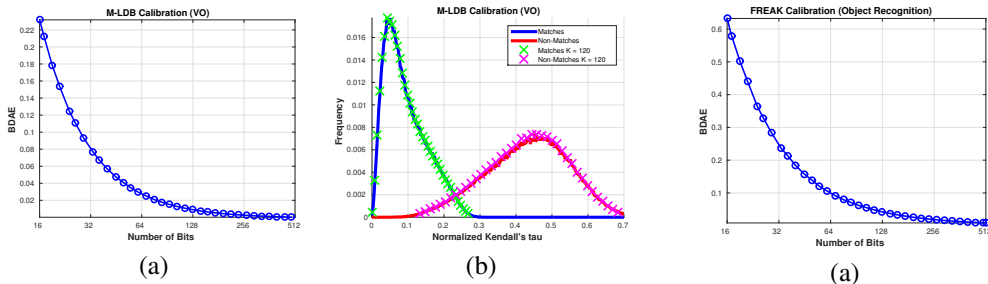 M-LDB Calibration (VO)
BDAE
0.22
0.2
0.18
0.16
0.14
0.12
0.1
0.08
0.06
0.04
0.02
16
32
64
128
256
512
Number of Bits
(a)
M-LDB Calibration (VO)
Frequency
0.016
0.014
0.012
0.01
0.008
0.006
0.004
0.002
0
0
0.1
0.2
0.3
0.4
0.5
0.6
0.7
Normalized Kendall's tau
Matches
Non-Matches
Matches K = 120
Non-Matches K = 120
(b)
FREAK Calibration (Object Recognition)
BDAE
0.6
0.5
0.4
0.3
0.2
0.1
16
32
64
128
256
512
Number of Bits
(a)